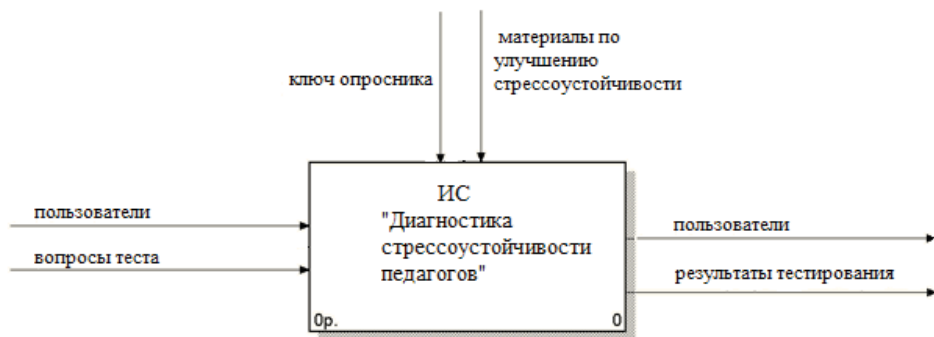 ключ опросника
материалы по
улучшению
стрессоустойчивости
пользователи
вопросы теста
ИС
"Диагностика
стрессоустойчивости
педагогов"
0р.
0
пользователи
результаты тестирования